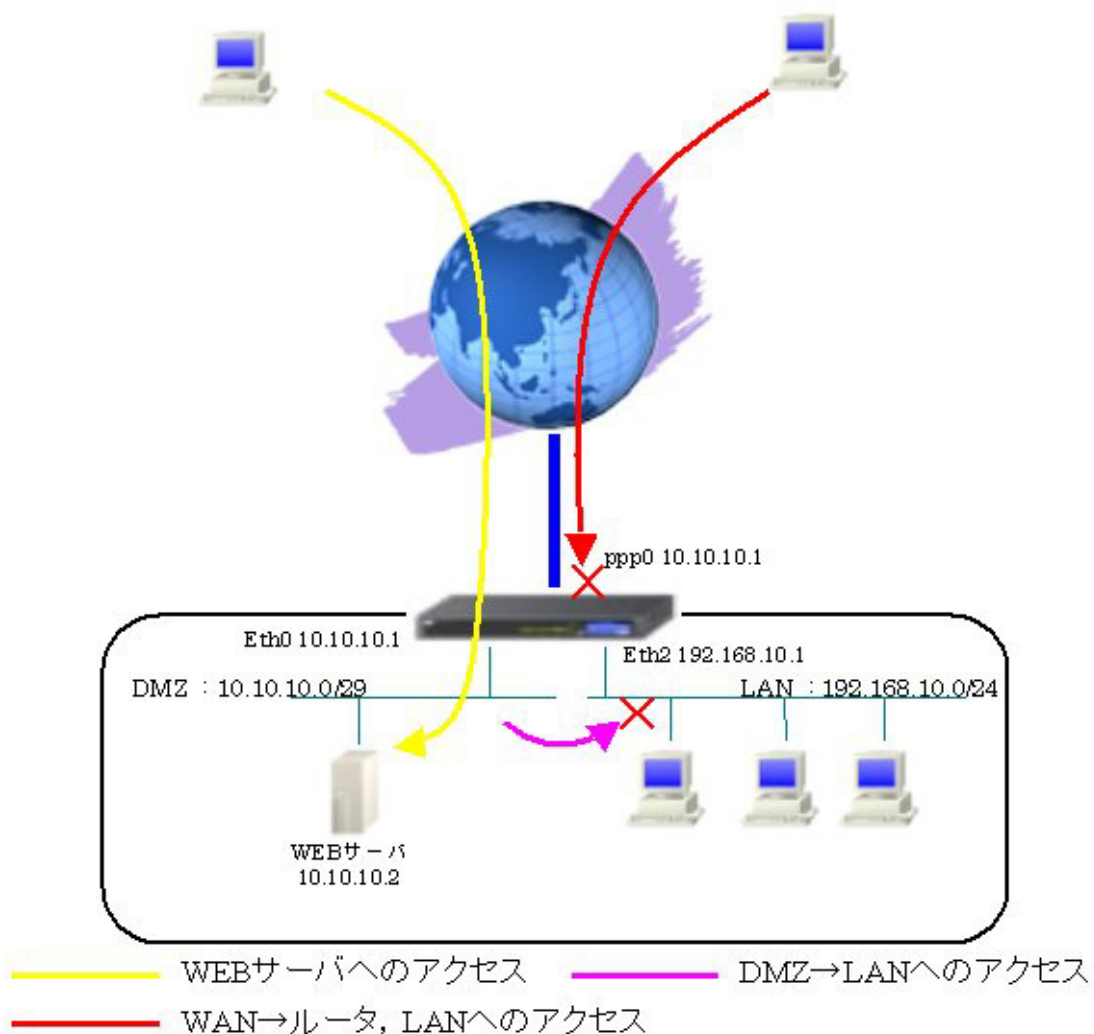 ppp0 10.10.10.1
Eth0 10.10.10.1
Eth2 192.168.10.1
DMZ : 10.10.10.0/29
LAN : 192.168.10.0/24
WEBサーバ
10.10.10.2
WEBサーバへのアクセス
DMZ→LANへのアクセス
WAN→ルータ, LANへのアクセス